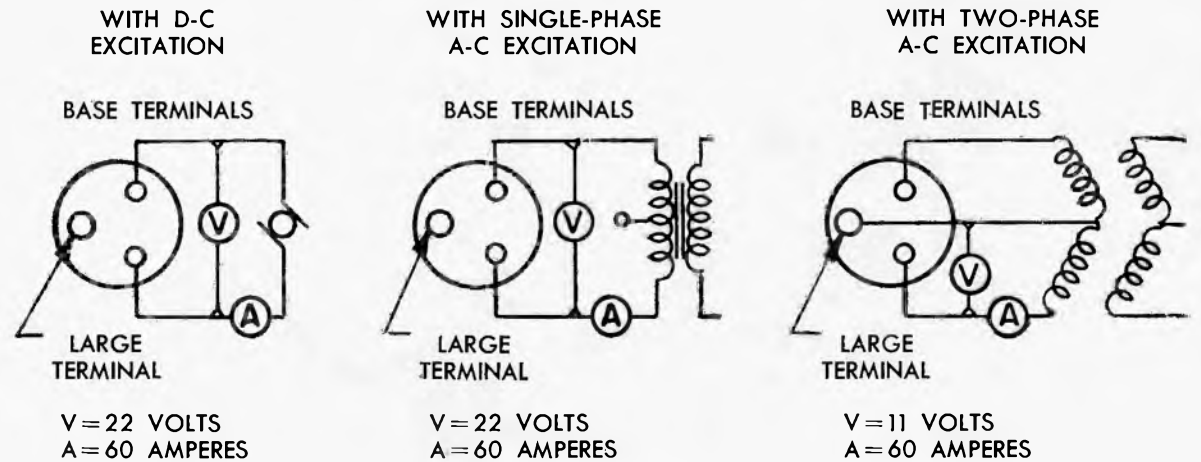 WITH D-C
EXCITATION
BASE TERMINALS
V
A
LARGE
TERMINAL
V=22 VOLTS
A=60 AMPERES
WITH SINGLE-PHASE
A-C EXCITATION
BASE TERMINALS
V
A
LARGE
TERMINAL
V=22 VOLTS
A=60 AMPERES
WITH TWO-PHASE
A-C EXCITATION
BASE TERMINALS
V
A
LARGE
TERMINAL
V=11 VOLTS
A=60 AMPERES